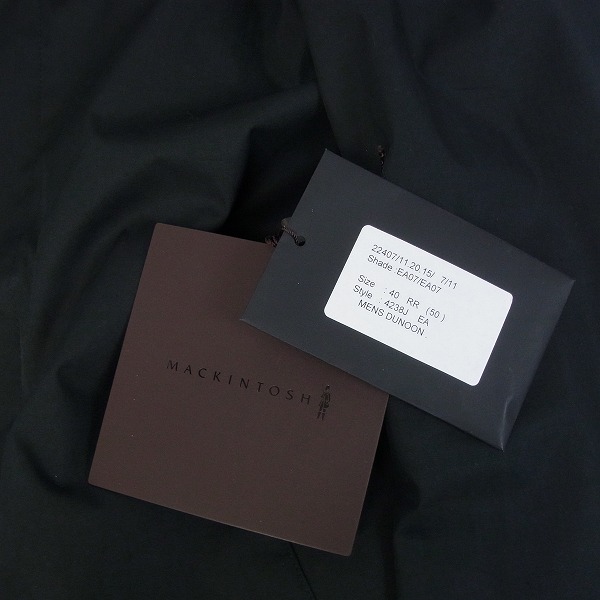 22407/11.20.15/ 7/11
Shade :EA07/EA07
Size : 40 RR (50)
Style : 4238J EA
MENS DUNOON.
MACKINTOSH